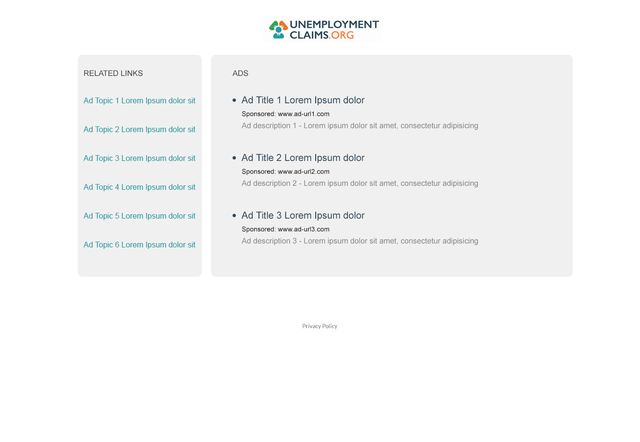 UNEMPLOYMENT
CLAIMS.ORG
RELATED LINKS
Ad Topic 1 Lorem Ipsum dolor sit
Ad Topic 2 Lorem Ipsum dolor sit
Ad Topic 3 Lorem Ipsum dolor sit
Ad Topic 4 Lorem Ipsum dolor sit
Ad Topic 5 Lorem Ipsum dolor sit
Ad Topic 6 Lorem Ipsum dolor sit
ADS
Ad Title 1 Lorem Ipsum dolor
Sponsored: www.ad-url1.com
Ad description 1 - Lorem ipsum dolor sit amet, consectetur adipisicing
Ad Title 2 Lorem Ipsum dolor
Sponsored: www.ad-url2.com
Ad description 2 - Lorem ipsum dolor sit amet, consectetur adipisicing
Ad Title 3 Lorem Ipsum dolor
Sponsored: www.ad-url3.com
Ad description 3 - Lorem ipsum dolor sit amet, consectetur adipisicing
Privacy Policy